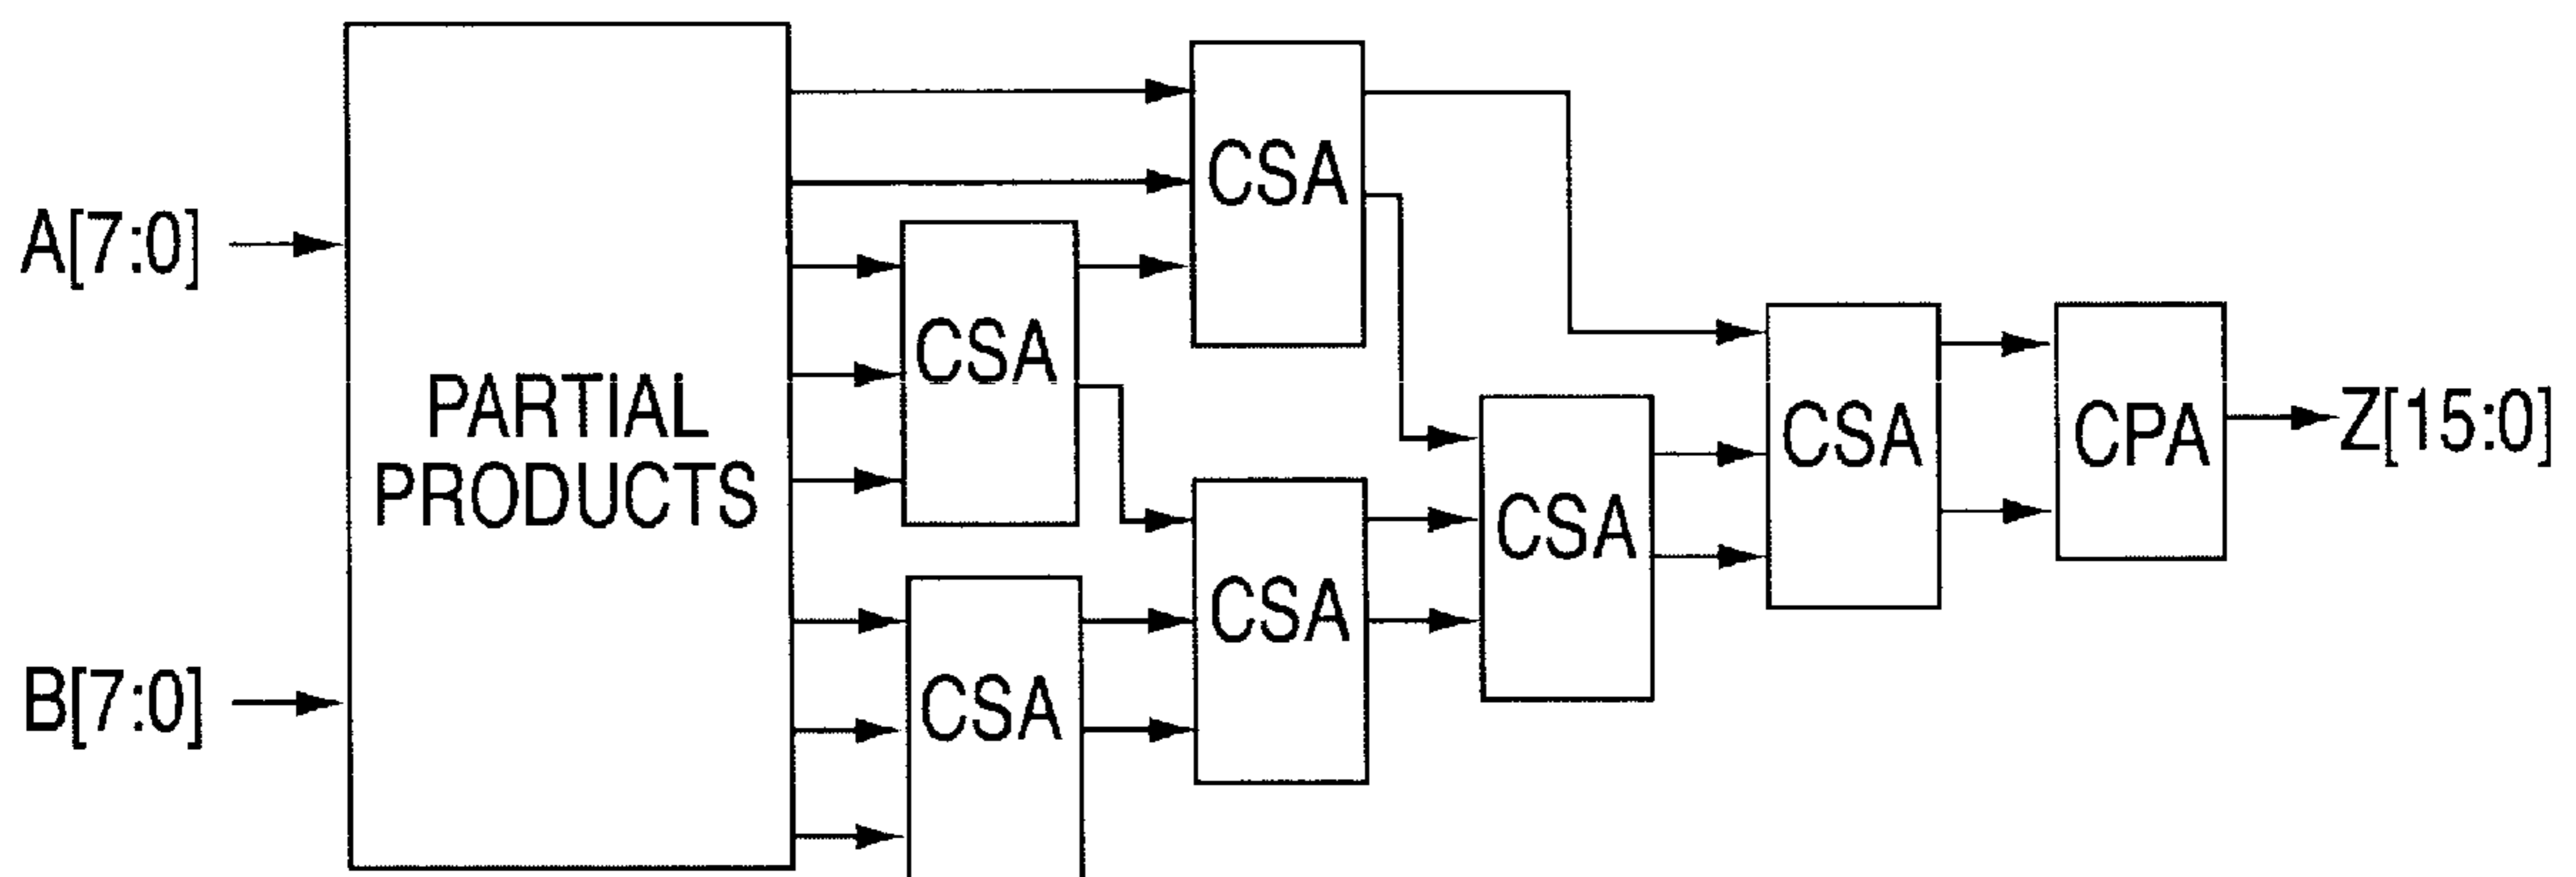 A[7:0]
B[7:0]
PARTIAL
PRODUCTS
CSA
CSA
CSA
CSA
CSA
CSA
CPA
Z[15:0]